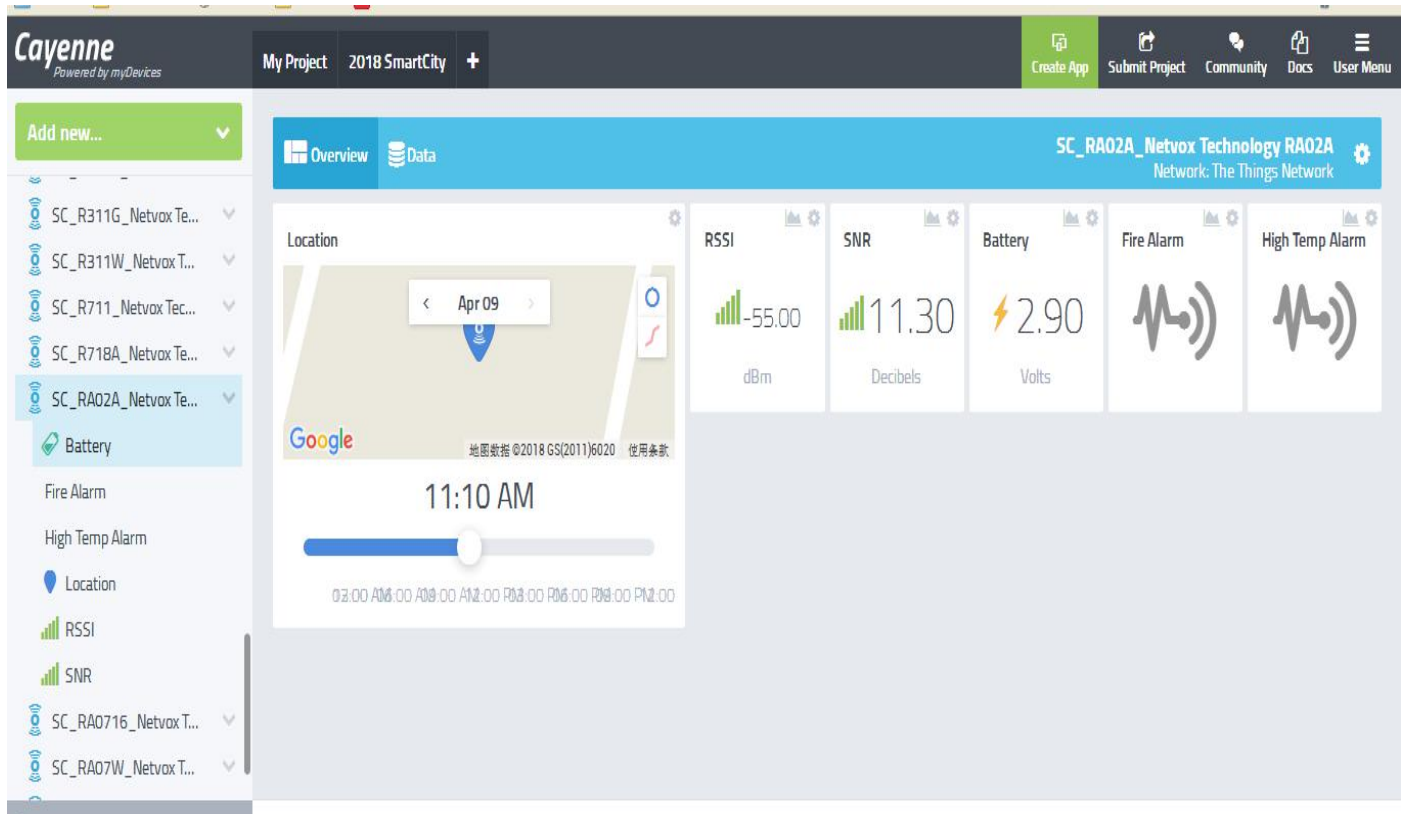 Cayenne
Powered by myDevices
My Project 2018 SmartCity +
Create App Submit Project Community Docs User Menu
Add new...
SC_R311G_Netvox Te...
SC_R311W_Netvox T...
SC_R711_Netvox Tec...
SC_R718A_Netvox Te...
SC_RA02A_Netvox Te...
Battery
Fire Alarm
High Temp Alarm
Location
RSSI
SNR
SC_RA0716_Netvox T...
SC_RA07W_Netvox T...
Overview Data
SC_RA02A_Netvox Technology RA02A
Network: The Things Network
Location
Apr 09
Google
地图数据 ©2018 GS(2011)6020 使用条款
11:10 AM
RSSI
-55.00
dBm
SNR
11.30
Decibels
Battery
2.90
Volts
Fire Alarm
High Temp Alarm